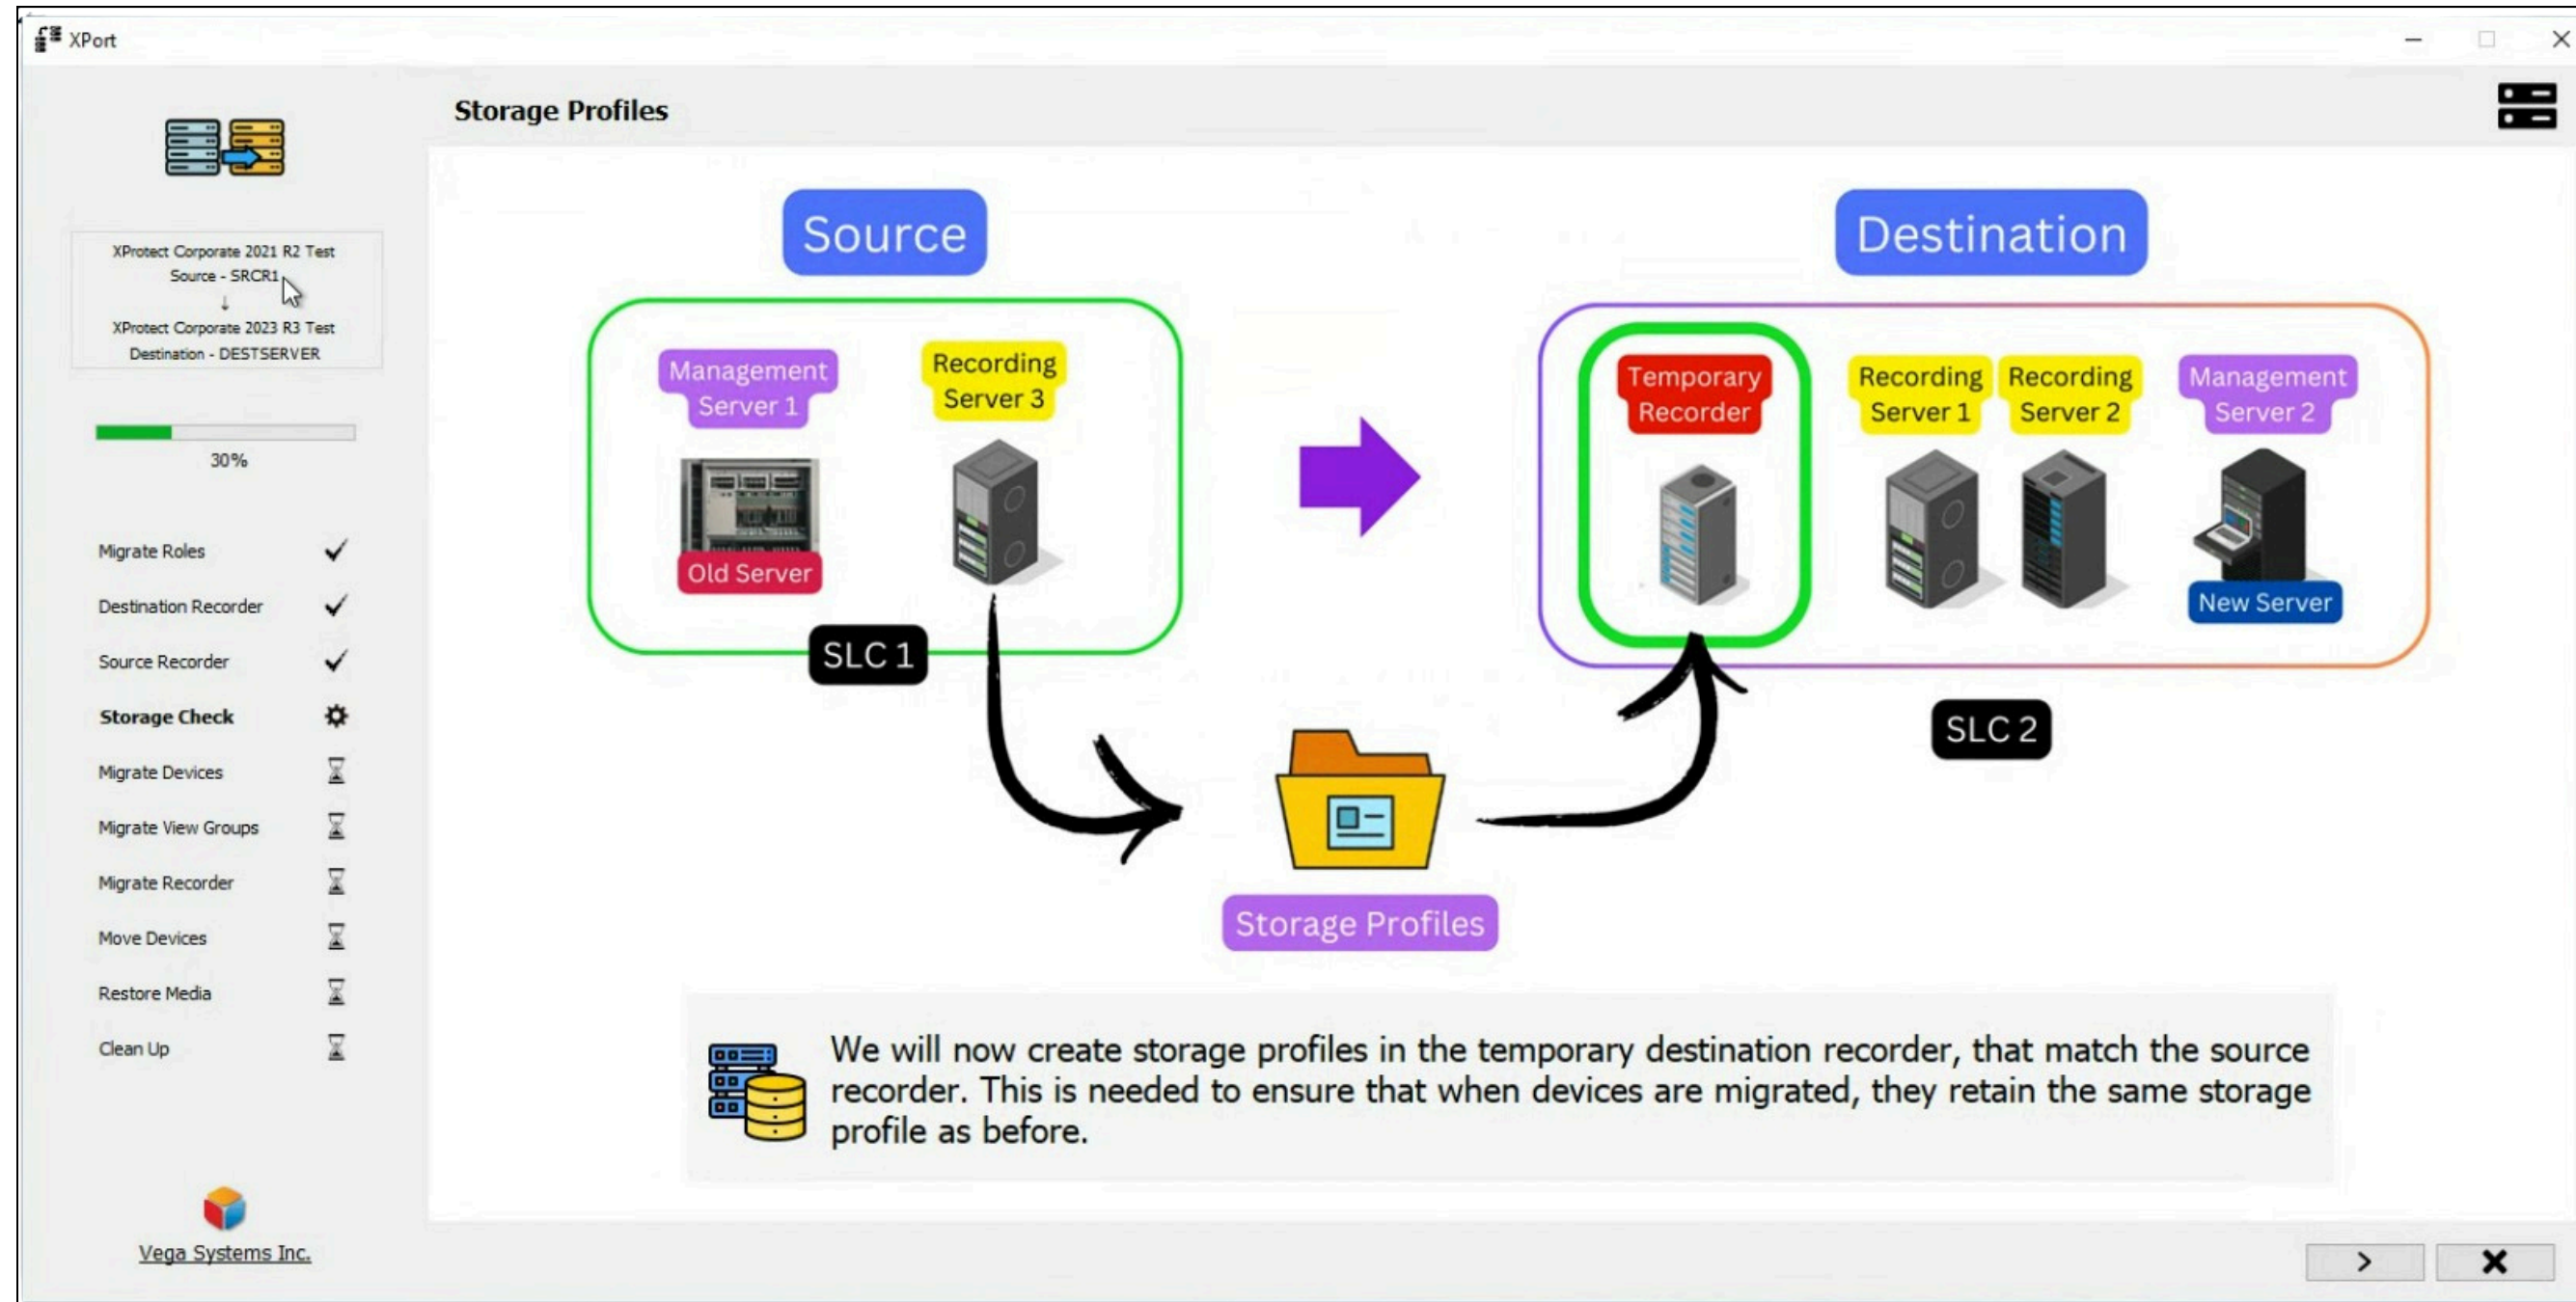 XPort
Storage Profiles
XProtect Corporate 2021 R2 Test
Source - SRCR1
↓
XProtect Corporate 2023 R3 Test
Destination - DESTSERVER
30%
Migrate Roles
Destination Recorder
Source Recorder
Storage Check
Migrate Devices
Migrate View Groups
Migrate Recorder
Move Devices
Restore Media
Clean Up
Vega Systems Inc.
Source
Management
Server 1
Old Server
Recording
Server 3
SLC 1
Destination
Temporary
Recorder
Recording
Server 1
Recording
Server 2
Management
Server 2
New Server
SLC 2
Storage Profiles
We will now create storage profiles in the temporary destination recorder, that match the source
recorder. This is needed to ensure that when devices are migrated, they retain the same storage
profile as before.